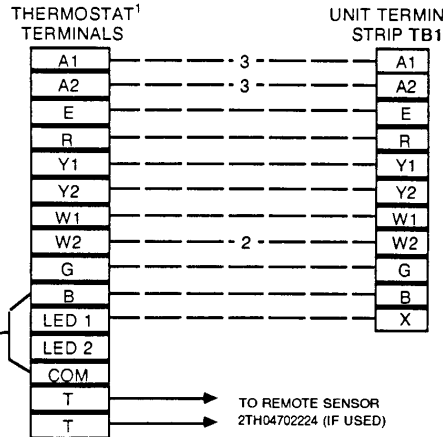 THERMOSTAT¹ UNIT TERMIN
TERMINALS STRIP TB1
A1 3 A1
A2 3 A2
E E
R R
Y1 Y1
Y2 Y2
W1 W1
W2 2 W2
G G
B B
LED 1 X
LED 2
COM
T TO REMOTE SENSOR
T 2TH04702224 (IF USED)